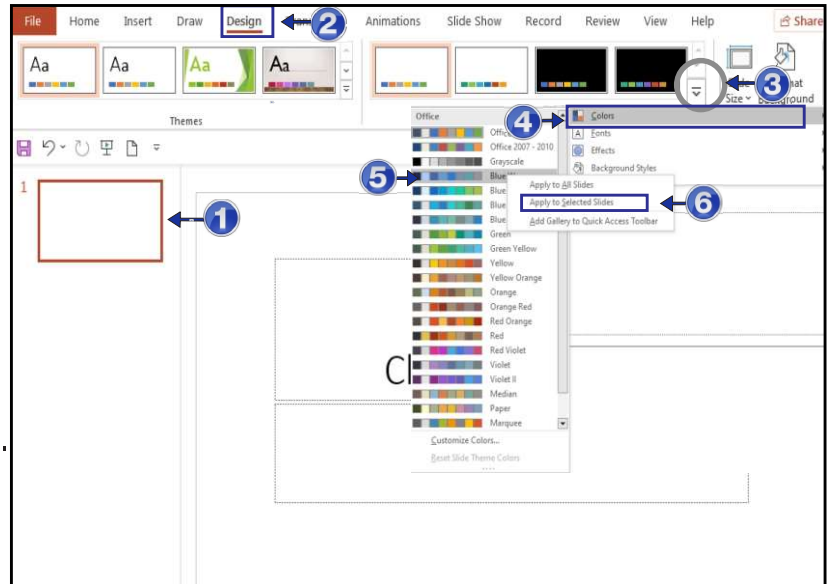 File Home Insert Draw Design Animations Slide Show Record Review View Help Share
2
Aa Aa Aa Aa
3
Size
Themes
Office
4
Colors
Fonts
Effects
Background Styles
Office 2007 - 2010
Grayscale
5
Blue
Blue
Blue
Blue
Green
Green Yellow
Yellow
Yellow Orange
Orange
Orange Red
Red Orange
Red
Red Violet
Violet
Violet II
Median
Paper
Marquee
Customize Colors...
Reset Slide Theme Colors
Apply to All Slides
Apply to Selected Slides
6
Add Gallery to Quick Access Toolbar
1
1